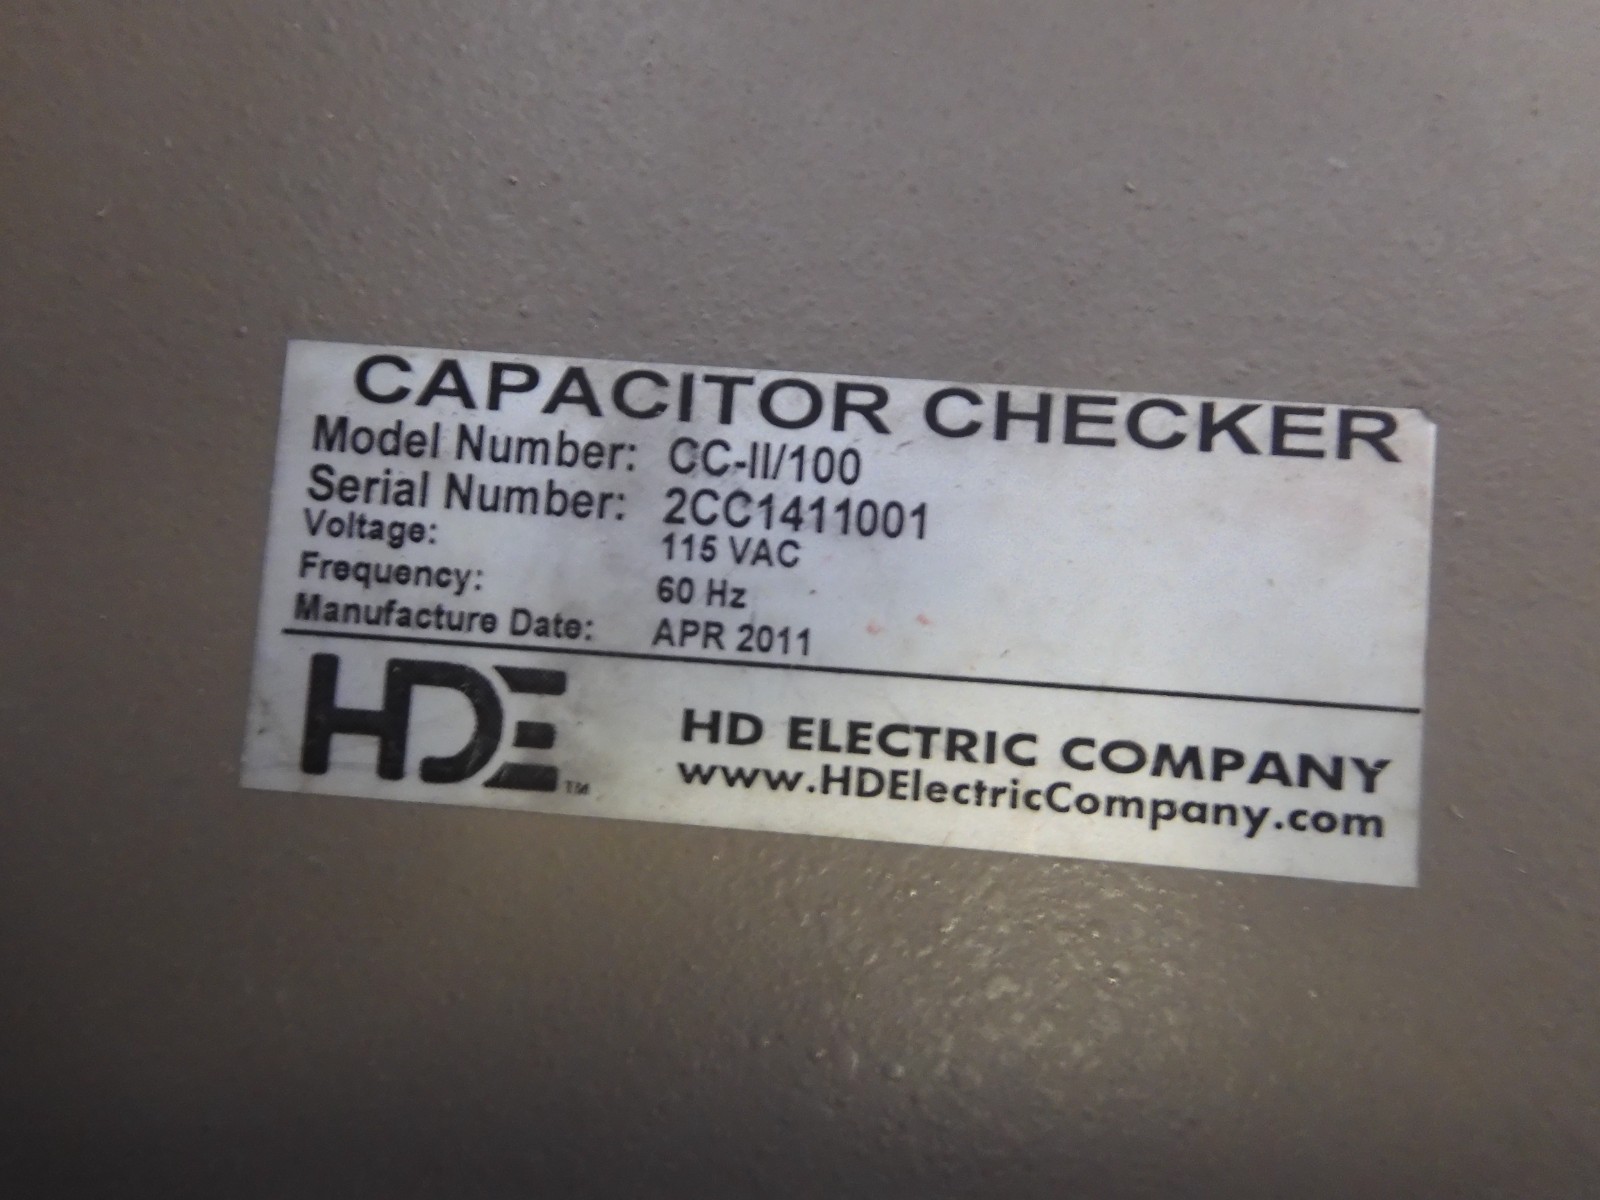 CAPACITOR CHECKER
Model Number: CC-II/100
Serial Number: 2CC1411001
Voltage: 115 VAC
Frequency: 60 Hz
Manufacture Date: APR 2011
HDE™
HD ELECTRIC COMPANY
www.HDElectricCompany.com